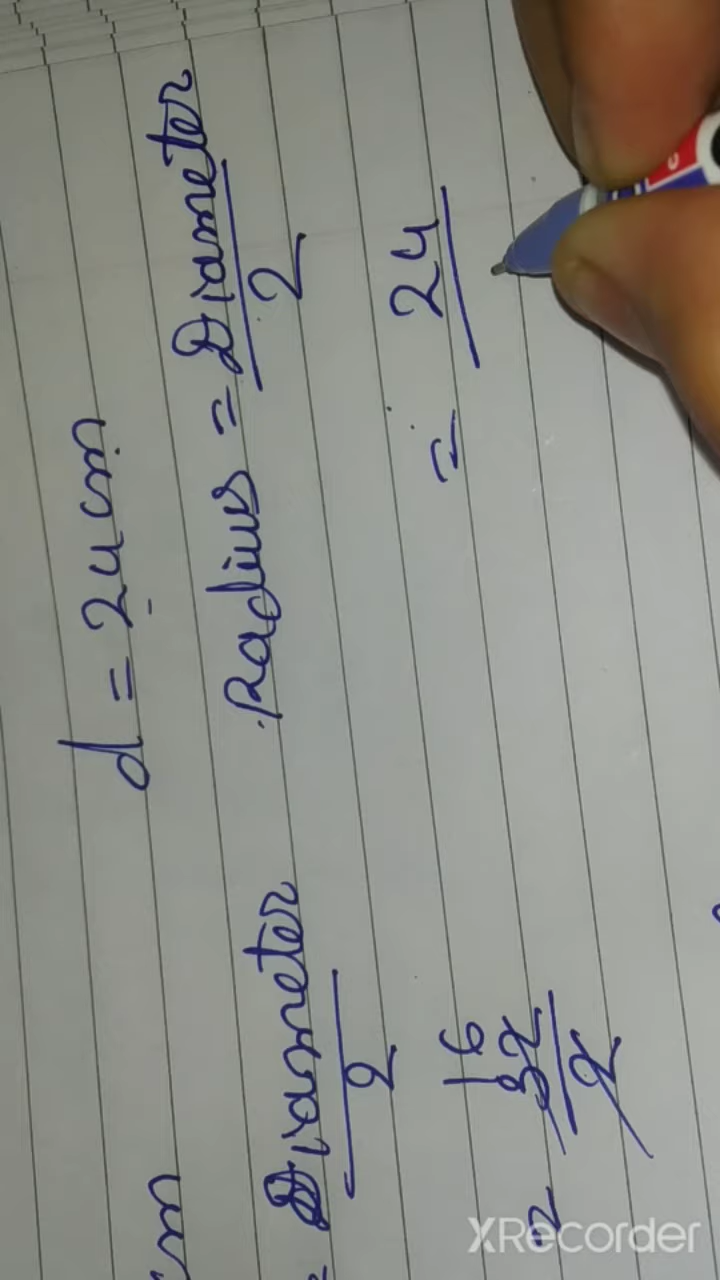 d = 24 cm
Radius = Diameter
2
= 24
cm
= Diameter
2
= 32
2
16
XRecorder